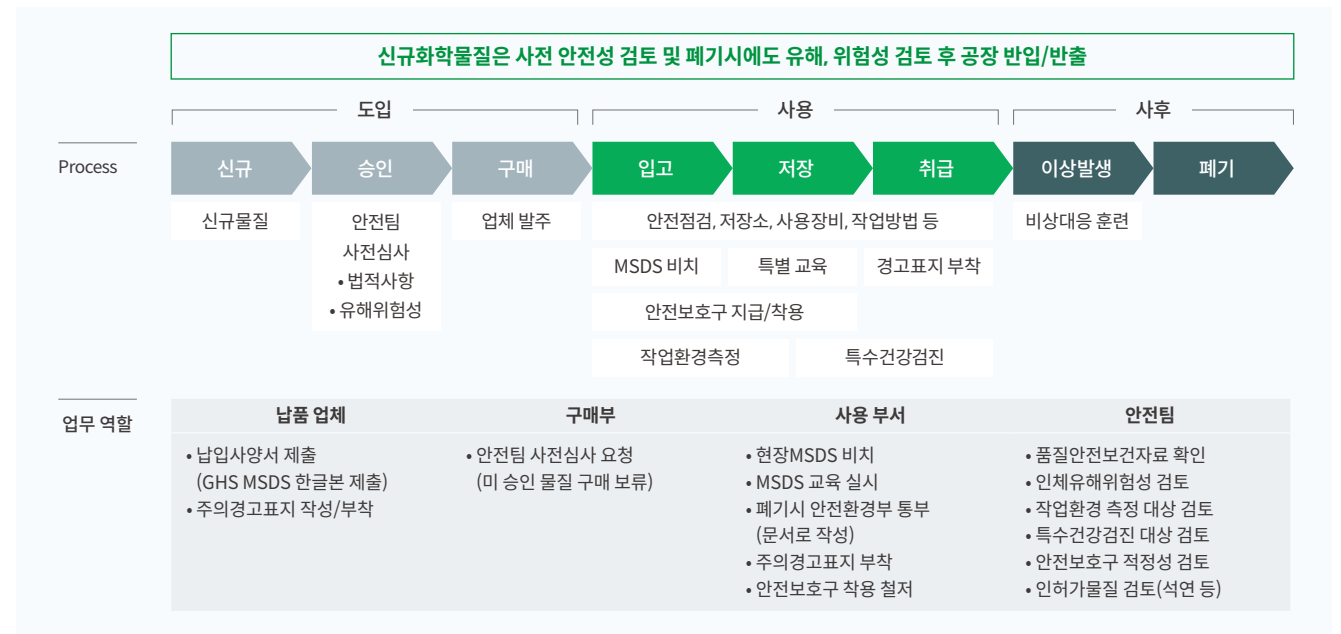 신규화학물질은 사전 안전성 검토 및 폐기시에도 유해, 위험성 검토 후 공장 반입/반출
도입
사용
사후
Process
신규
승인
구매
입고
저장
취급
이상발생
폐기
신규물질
안전팀
사전심사
• 법적사항
• 유해위험성
업체 발주
안전점검, 저장소, 사용장비, 작업방법 등
비상대응 훈련
MSDS 비치
특별 교육
경고표지 부착
안전보호구 지급/착용
작업환경측정
특수건강검진
업무 역할
납품 업체
• 납입사양서 제출
(GHS MSDS 한글본 제출)
• 주의경고표지 작성/부착
구매부
• 안전팀 사전심사 요청
(미 승인 물질 구매 보류)
사용 부서
• 현장MSDS 비치
• MSDS 교육 실시
• 폐기시 안전환경부 통부
(문서로 작성)
• 주의경고표지 부착
• 안전보호구 착용 철저
안전팀
• 품질안전보건자료 확인
• 인체유해위험성 검토
• 작업환경 측정 대상 검토
• 특수건강검진 대상 검토
• 안전보호구 적정성 검토
• 인허가물질 검토(석연 등)